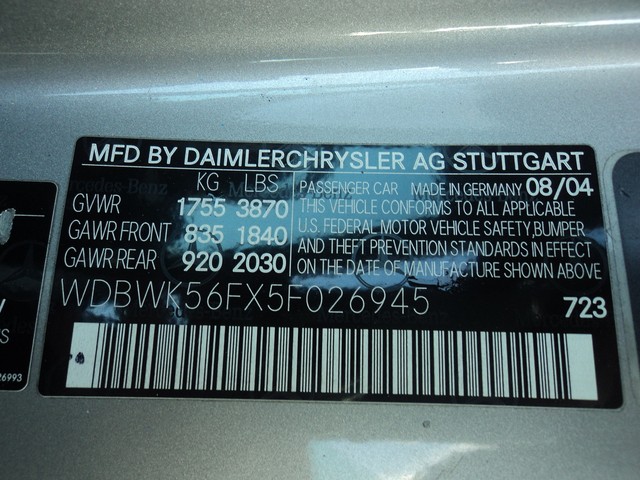 MFD BY DAIMLERCHRYSLER AG STUTTGART
KG LBS
GVWR 1755 3870
GAWR FRONT 835 1840
GAWR REAR 920 2030
PASSENGER CAR MADE IN GERMANY 08/04
THIS VEHICLE CONFORMS TO ALL APPLICABLE
U.S. FEDERAL MOTOR VEHICLE SAFETY,BUMPER
AND THEFT PREVENTION STANDARDS IN EFFECT
ON THE DATE OF MANUFACTURE SHOWN ABOVE
WDBWK56FX5F026945
723
26993